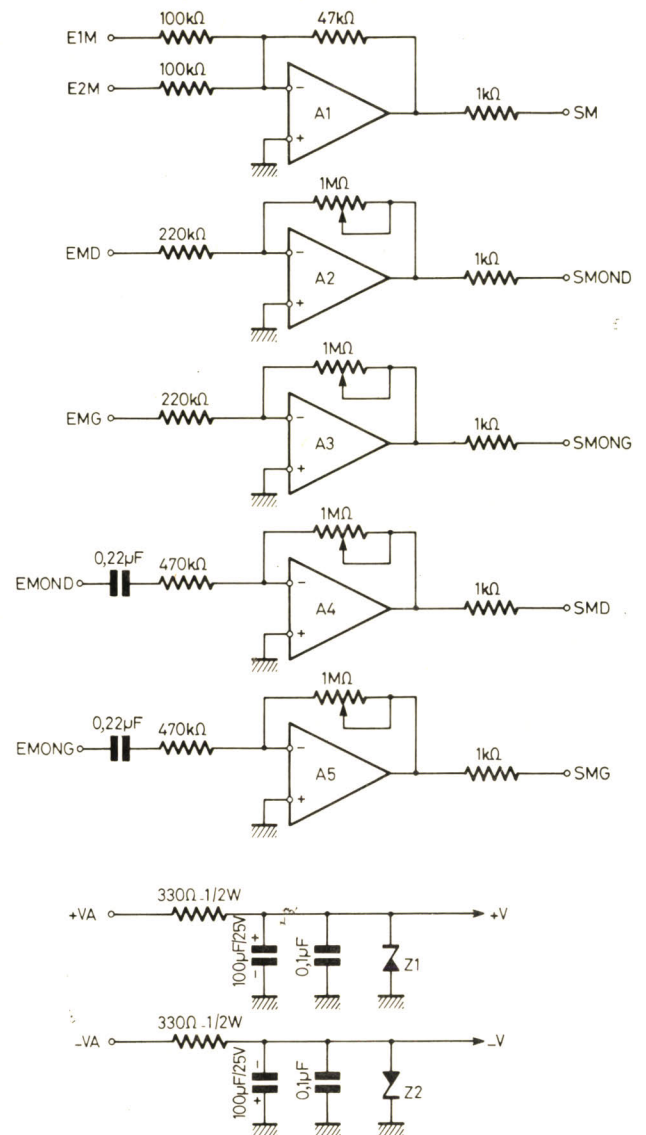 100kΩ 47kΩ
E1M
100kΩ
E2M
− A1 1kΩ SM
+
1MΩ
EMD 220kΩ − A2 1kΩ SMOND
+
1MΩ
EMG 220kΩ − A3 1kΩ SMONG
+
1MΩ
EMOND 0,22µF 470kΩ − A4 1kΩ SMD
+
1MΩ
EMONG 0,22µF 470kΩ − A5 1kΩ SMG
+
330Ω-1/2W
+VA +V
100µF/25V + − 0,1µF Z1
330Ω-1/2W
-VA -V
100µF/25V − + 0,1µF Z2